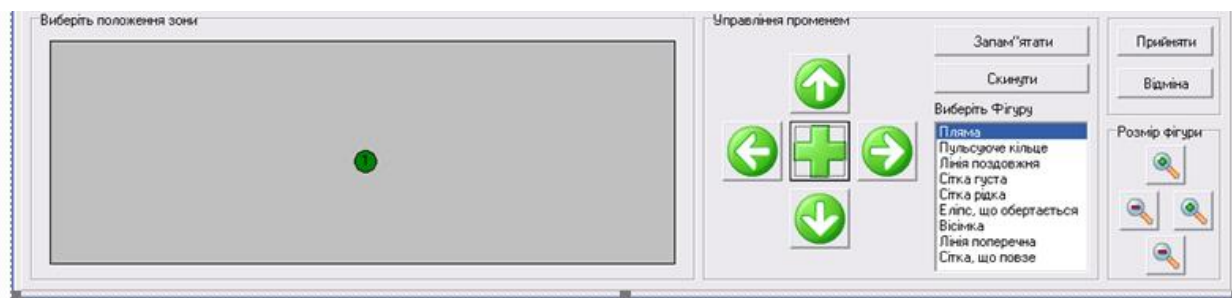 Виберіть положення зони
1
Управління променем
Запам"ятати
Скинути
Виберіть Фігуру
Пляма
Пульсуюче кільце
Лінія поздовжня
Сітка густа
Сітка рідка
Еліпс, що обертається
Вісімка
Лінія поперечна
Сітка, що повзе
Прийняти
Відміна
Розмір фігури